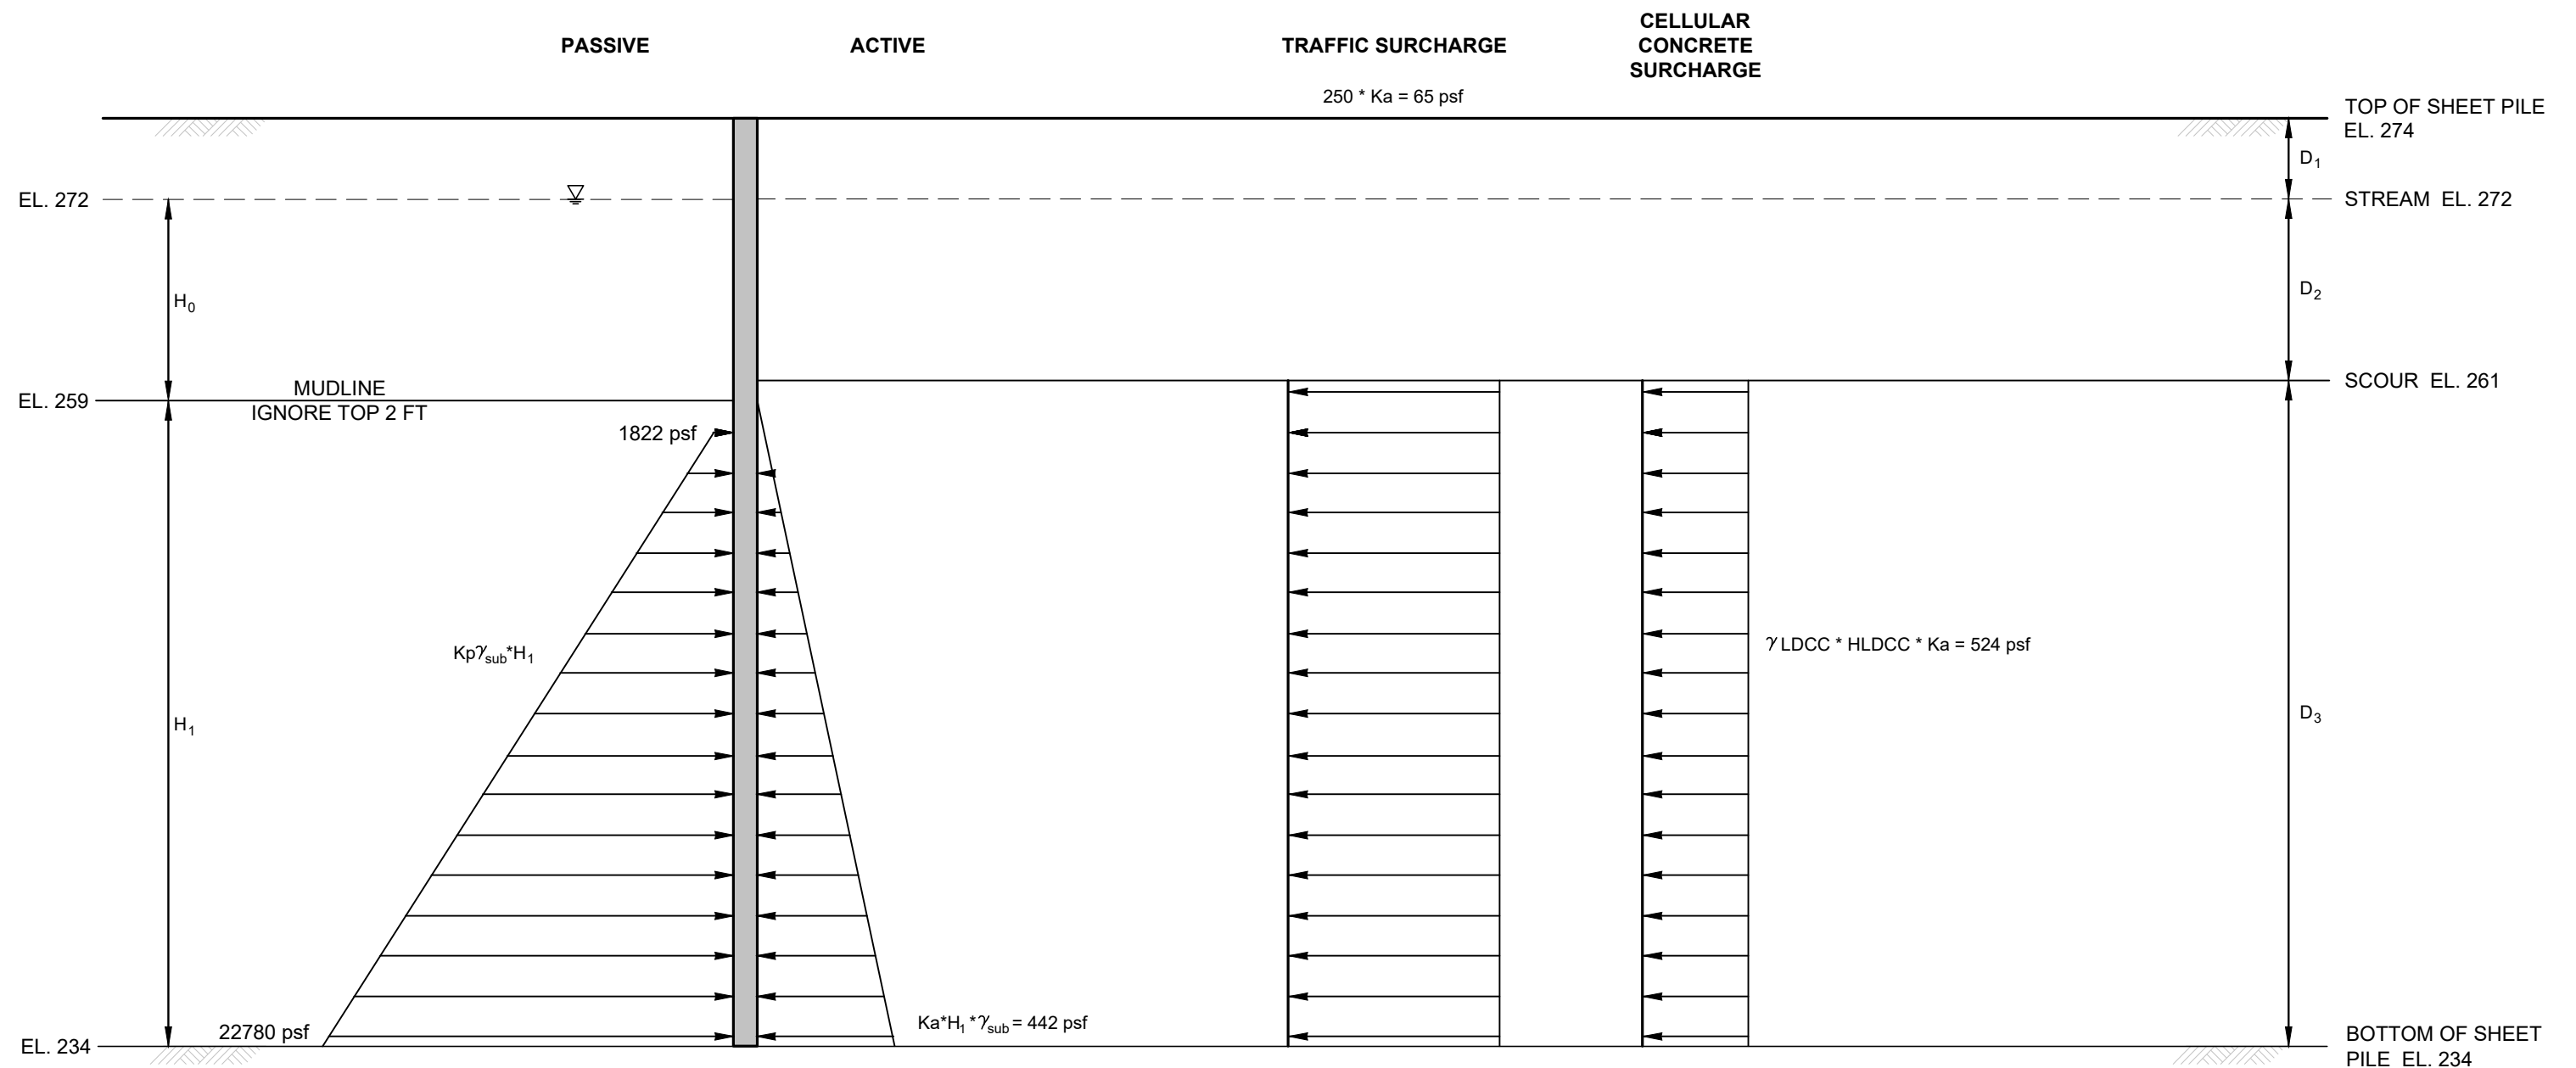 PASSIVE
ACTIVE
TRAFFIC SURCHARGE
CELLULAR
CONCRETE
SURCHARGE
250 * Ka = 65 psf
TOP OF SHEET PILE
EL. 274
D1
EL. 272
STREAM EL. 272
H0
D2
MUDLINE
SCOUR EL. 261
EL. 259
IGNORE TOP 2 FT
1822 psf
Kpγsub*H1
γ LDCC * HLDCC * Ka = 524 psf
H1
D3
22780 psf
Ka*H1*γsub = 442 psf
EL. 234
BOTTOM OF SHEET
PILE EL. 234